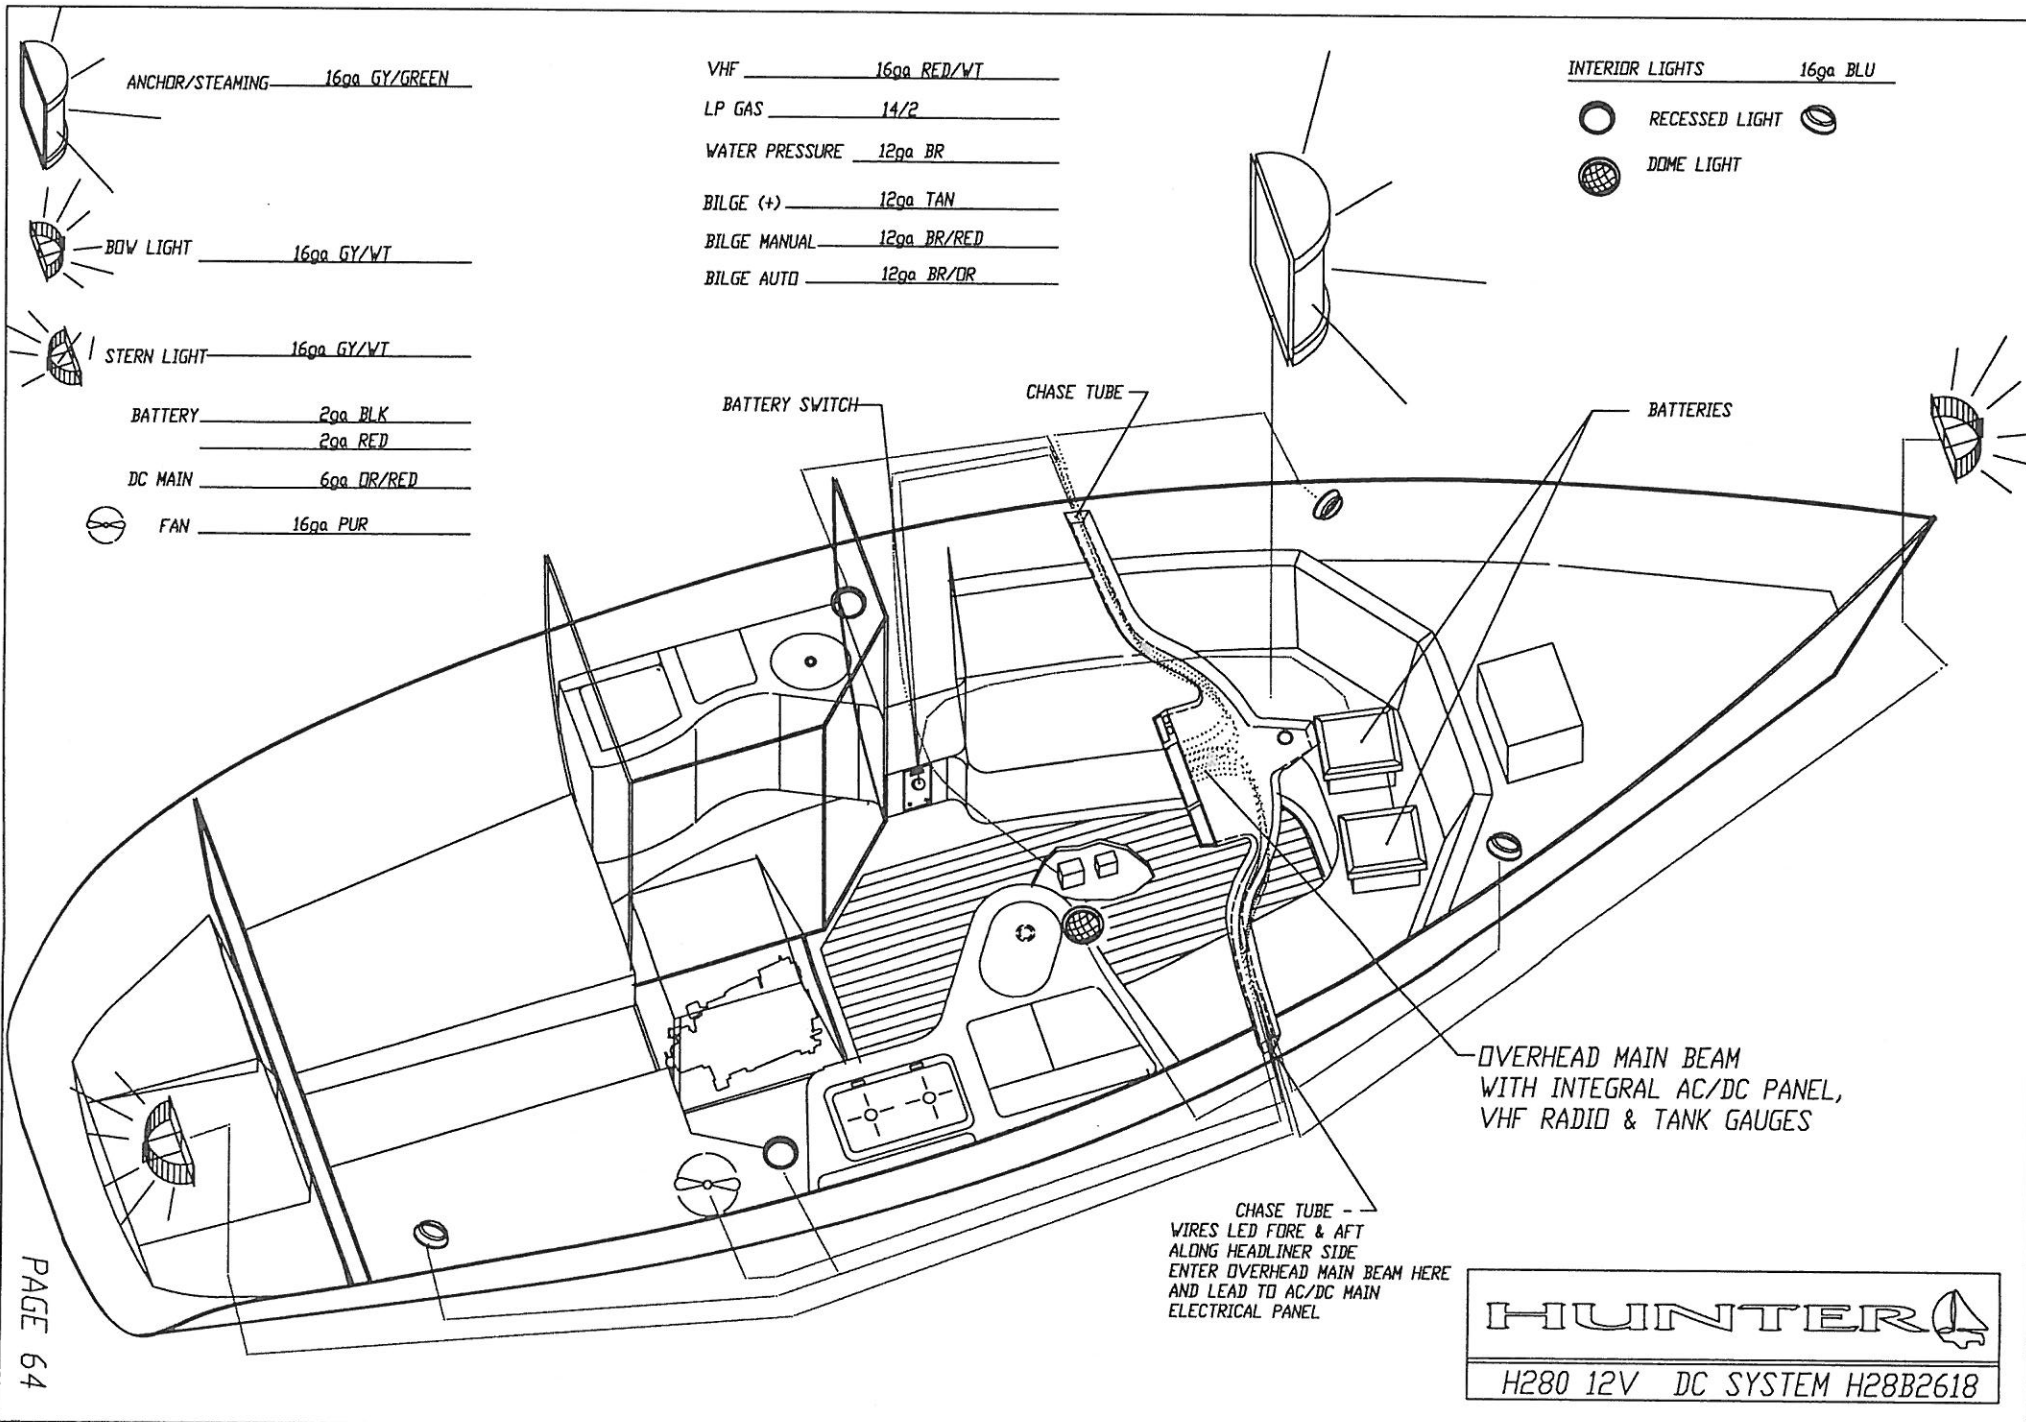 ANCHOR/STEAMING 16ga GY/GREEN
BOW LIGHT 16ga GY/WT
STERN LIGHT 16ga GY/WT
BATTERY 2ga BLK
2ga RED
DC MAIN 6ga OR/RED
FAN 16ga PUR
VHF 16ga RED/WT
LP GAS 14/2
WATER PRESSURE 12ga BR
BILGE (+) 12ga TAN
BILGE MANUAL 12ga BR/RED
BILGE AUTO 12ga BR/OR
INTERIOR LIGHTS 16ga BLU
RECESSED LIGHT
DOME LIGHT
BATTERY SWITCH
CHASE TUBE
BATTERIES
OVERHEAD MAIN BEAM
WITH INTEGRAL AC/DC PANEL,
VHF RADIO & TANK GAUGES
CHASE TUBE - -
WIRES LED FORE & AFT
ALONG HEADLINER SIDE
ENTER OVERHEAD MAIN BEAM HERE
AND LEAD TO AC/DC MAIN
ELECTRICAL PANEL
HUNTER
H280 12V DC SYSTEM H28B2618
PAGE 64